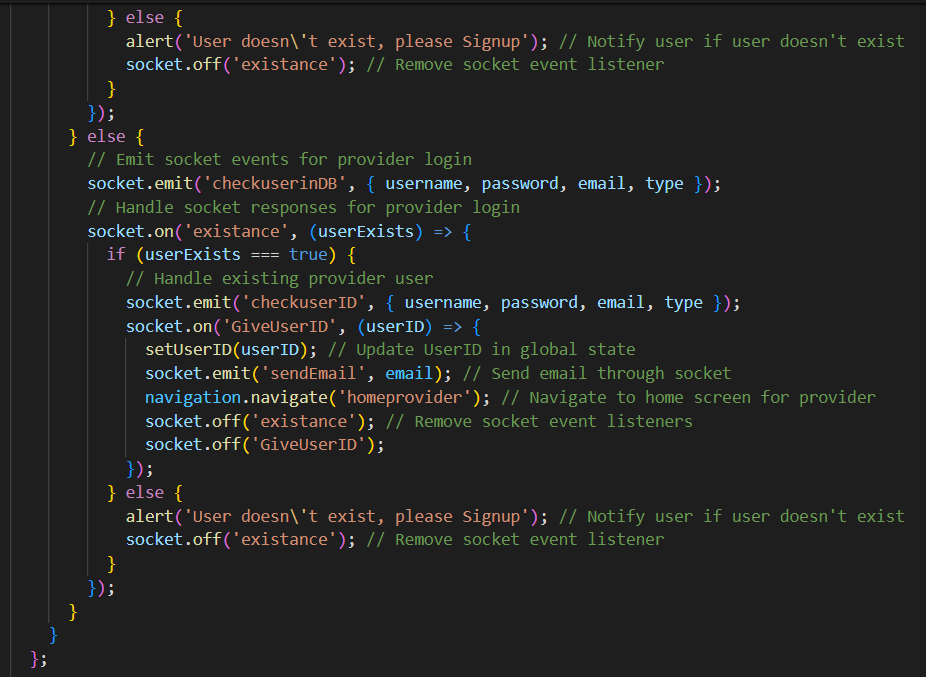 } else {
alert('User doesn\'t exist, please Signup'); // Notify user if user doesn't exist
socket.off('existance'); // Remove socket event listener
}
});
} else {
// Emit socket events for provider login
socket.emit('checkuserinDB', { username, password, email, type });
// Handle socket responses for provider login
socket.on('existance', (userExists) => {
if (userExists === true) {
// Handle existing provider user
socket.emit('checkuserID', { username, password, email, type });
socket.on('GiveUserID', (userID) => {
setUserID(userID); // Update UserID in global state
socket.emit('sendEmail', email); // Send email through socket
navigation.navigate('homeprovider'); // Navigate to home screen for provider
socket.off('existance'); // Remove socket event listeners
socket.off('GiveUserID');
});
} else {
alert('User doesn\'t exist, please Signup'); // Notify user if user doesn't exist
socket.off('existance'); // Remove socket event listener
}
});
}
}
};